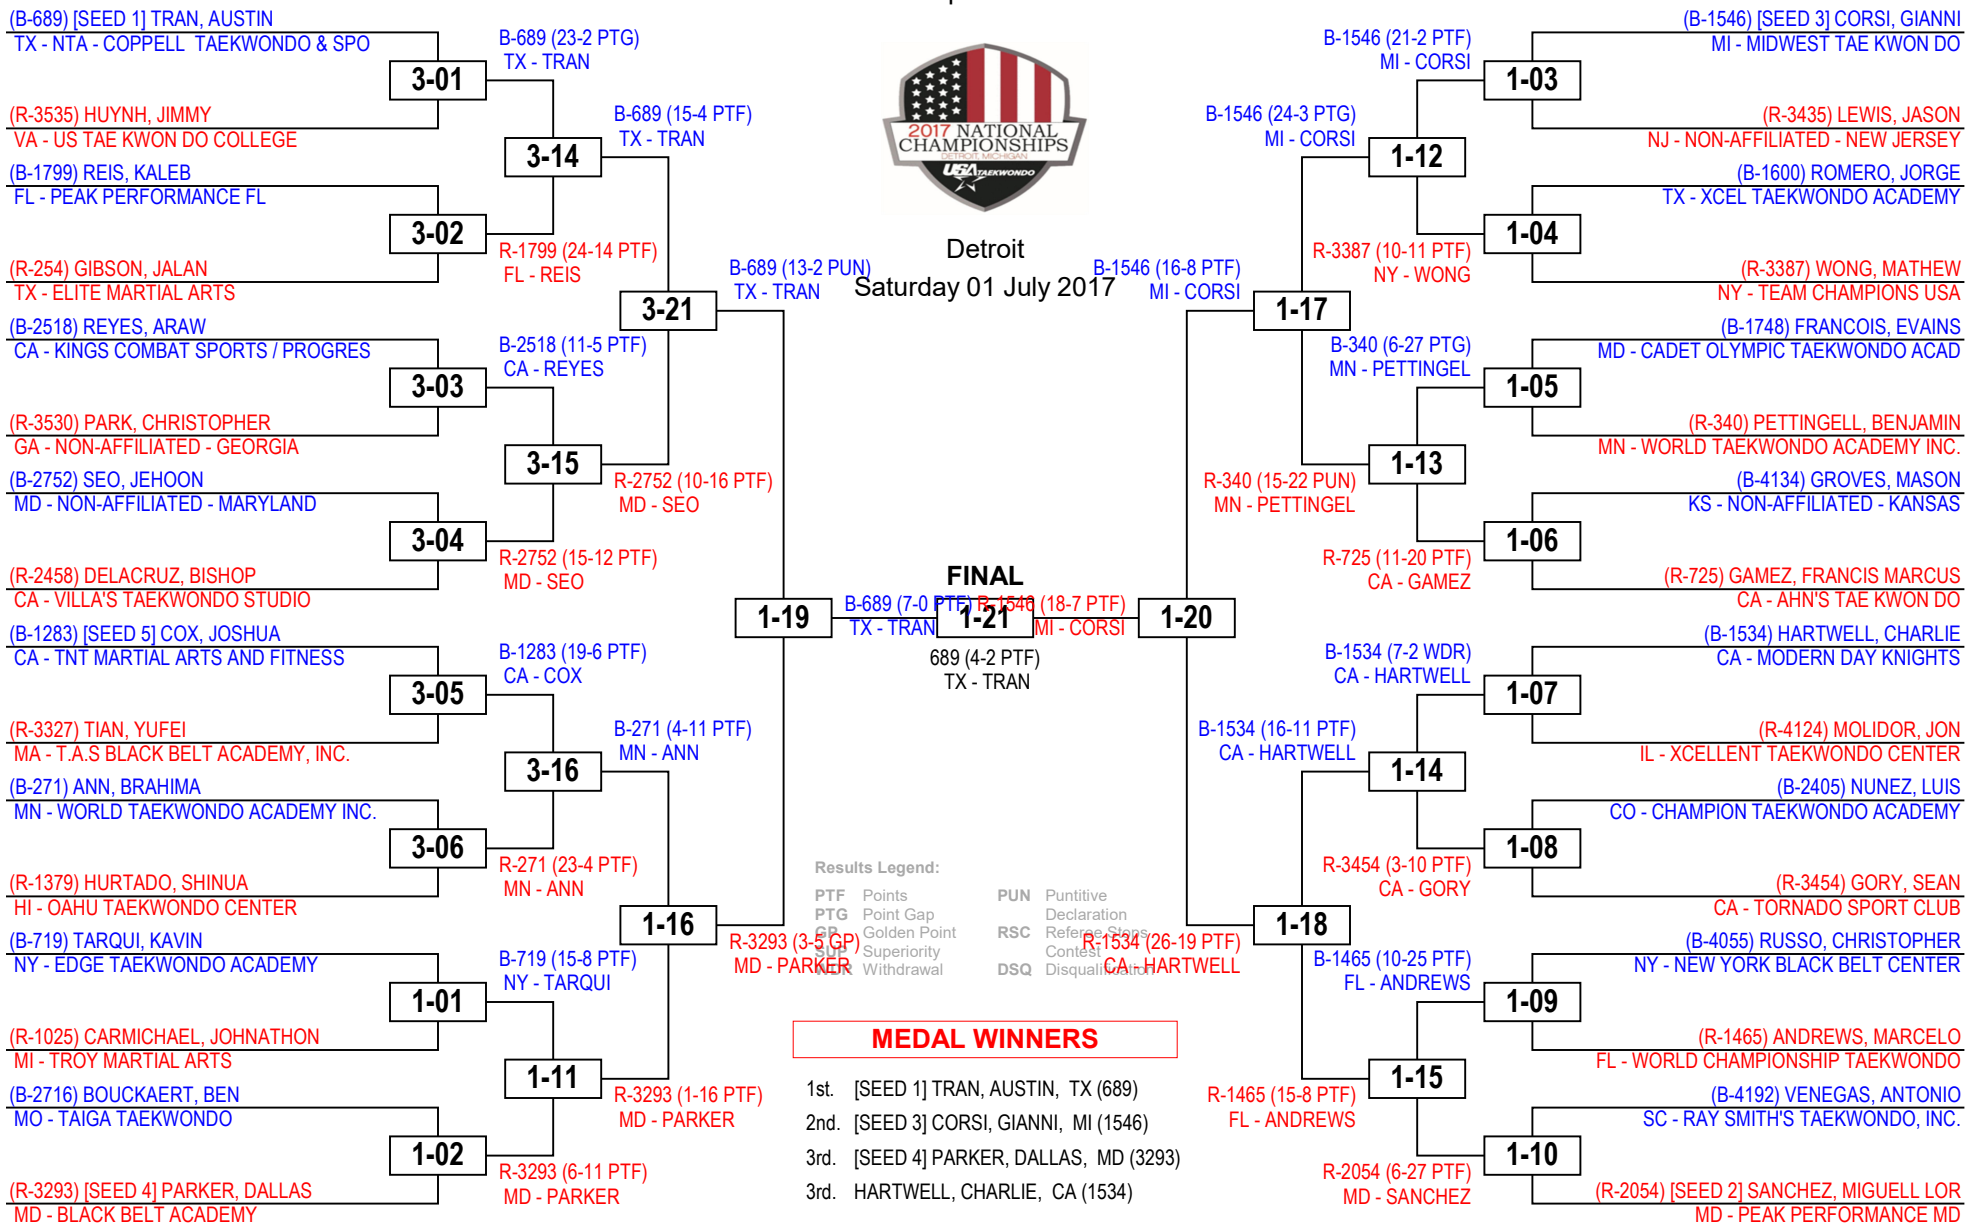 (B-689) [SEED 1] TRAN, AUSTIN
TX - NTA - COPPELL TAEKWONDO & SPO
(R-3535) HUYNH, JIMMY
VA - US TAE KWON DO COLLEGE
(B-1799) REIS, KALEB
FL - PEAK PERFORMANCE FL
(R-254) GIBSON, JALAN
TX - ELITE MARTIAL ARTS
(B-2518) REYES, ARAW
CA - KINGS COMBAT SPORTS / PROGRES
(R-3530) PARK, CHRISTOPHER
GA - NON-AFFILIATED - GEORGIA
(B-2752) SEO, JEHOON
MD - NON-AFFILIATED - MARYLAND
(R-2458) DELACRUZ, BISHOP
CA - VILLA'S TAEKWONDO STUDIO
(B-1283) [SEED 5] COX, JOSHUA
CA - TNT MARTIAL ARTS AND FITNESS
(R-3327) TIAN, YUFEI
MA - T.A.S BLACK BELT ACADEMY, INC.
(B-271) ANN, BRAHIMA
MN - WORLD TAEKWONDO ACADEMY INC.
(R-1379) HURTADO, SHINUA
HI - OAHU TAEKWONDO CENTER
(B-719) TARQUI, KAVIN
NY - EDGE TAEKWONDO ACADEMY
(R-1025) CARMICHAEL, JOHNATHON
MI - TROY MARTIAL ARTS
(B-2716) BOUCKAERT, BEN
MO - TAIGA TAEKWONDO
(R-3293) [SEED 4] PARKER, DALLAS
MD - BLACK BELT ACADEMY
3-01
3-02
3-03
3-04
3-05
3-06
1-01
1-02
B-689 (23-2 PTG)
TX - TRAN
R-1799 (24-14 PTF)
FL - REIS
B-2518 (11-5 PTF)
CA - REYES
R-2752 (15-12 PTF)
MD - SEO
B-1283 (19-6 PTF)
CA - COX
R-271 (23-4 PTF)
MN - ANN
B-719 (15-8 PTF)
NY - TARQUI
R-3293 (6-11 PTF)
MD - PARKER
3-14
3-15
3-16
1-11
B-689 (15-4 PTF)
TX - TRAN
R-2752 (10-16 PTF)
MD - SEO
B-271 (4-11 PTF)
MN - ANN
R-3293 (1-16 PTF)
MD - PARKER
3-21
1-16
B-689 (13-2 PUN)
TX - TRAN
R-3293 (3-5 GP)
MD - PARKER
1-19
2017 NATIONAL
CHAMPIONSHIPS
DETROIT, MICHIGAN
USA TAEKWONDO
Detroit
Saturday 01 July 2017
FINAL
B-689 (7-0 PTF)
TX - TRAN
1-21
R-1546 (18-7 PTF)
MI - CORSI
689 (4-2 PTF)
TX - TRAN
Results Legend:
PTF Points
PTG Point Gap
GP Golden Point
SUP Superiority
WDR Withdrawal
PUN Puntitive
Declaration
RSC Referee Stops
Contest
DSQ Disqualification
MEDAL WINNERS
1st. [SEED 1] TRAN, AUSTIN, TX (689)
2nd. [SEED 3] CORSI, GIANNI, MI (1546)
3rd. [SEED 4] PARKER, DALLAS, MD (3293)
3rd. HARTWELL, CHARLIE, CA (1534)
1-20
B-1546 (16-8 PTF)
MI - CORSI
R-1534 (26-19 PTF)
CA - HARTWELL
1-17
1-18
B-1546 (24-3 PTG)
MI - CORSI
R-340 (15-22 PUN)
MN - PETTINGEL
B-1534 (16-11 PTF)
CA - HARTWELL
R-1465 (15-8 PTF)
FL - ANDREWS
1-12
1-13
1-14
1-15
B-1546 (21-2 PTF)
MI - CORSI
R-3387 (10-11 PTF)
NY - WONG
B-340 (6-27 PTG)
MN - PETTINGEL
R-725 (11-20 PTF)
CA - GAMEZ
B-1534 (7-2 WDR)
CA - HARTWELL
R-3454 (3-10 PTF)
CA - GORY
B-1465 (10-25 PTF)
FL - ANDREWS
R-2054 (6-27 PTF)
MD - SANCHEZ
1-03
1-04
1-05
1-06
1-07
1-08
1-09
1-10
(B-1546) [SEED 3] CORSI, GIANNI
MI - MIDWEST TAE KWON DO
(R-3435) LEWIS, JASON
NJ - NON-AFFILIATED - NEW JERSEY
(B-1600) ROMERO, JORGE
TX - XCEL TAEKWONDO ACADEMY
(R-3387) WONG, MATHEW
NY - TEAM CHAMPIONS USA
(B-1748) FRANCOIS, EVAINS
MD - CADET OLYMPIC TAEKWONDO ACAD
(R-340) PETTINGELL, BENJAMIN
MN - WORLD TAEKWONDO ACADEMY INC.
(B-4134) GROVES, MASON
KS - NON-AFFILIATED - KANSAS
(R-725) GAMEZ, FRANCIS MARCUS
CA - AHN'S TAE KWON DO
(B-1534) HARTWELL, CHARLIE
CA - MODERN DAY KNIGHTS
(R-4124) MOLIDOR, JON
IL - XCELLENT TAEKWONDO CENTER
(B-2405) NUNEZ, LUIS
CO - CHAMPION TAEKWONDO ACADEMY
(R-3454) GORY, SEAN
CA - TORNADO SPORT CLUB
(B-4055) RUSSO, CHRISTOPHER
NY - NEW YORK BLACK BELT CENTER
(R-1465) ANDREWS, MARCELO
FL - WORLD CHAMPIONSHIP TAEKWONDO
(B-4192) VENEGAS, ANTONIO
SC - RAY SMITH'S TAEKWONDO, INC.
(R-2054) [SEED 2] SANCHEZ, MIGUELL LOR
MD - PEAK PERFORMANCE MD